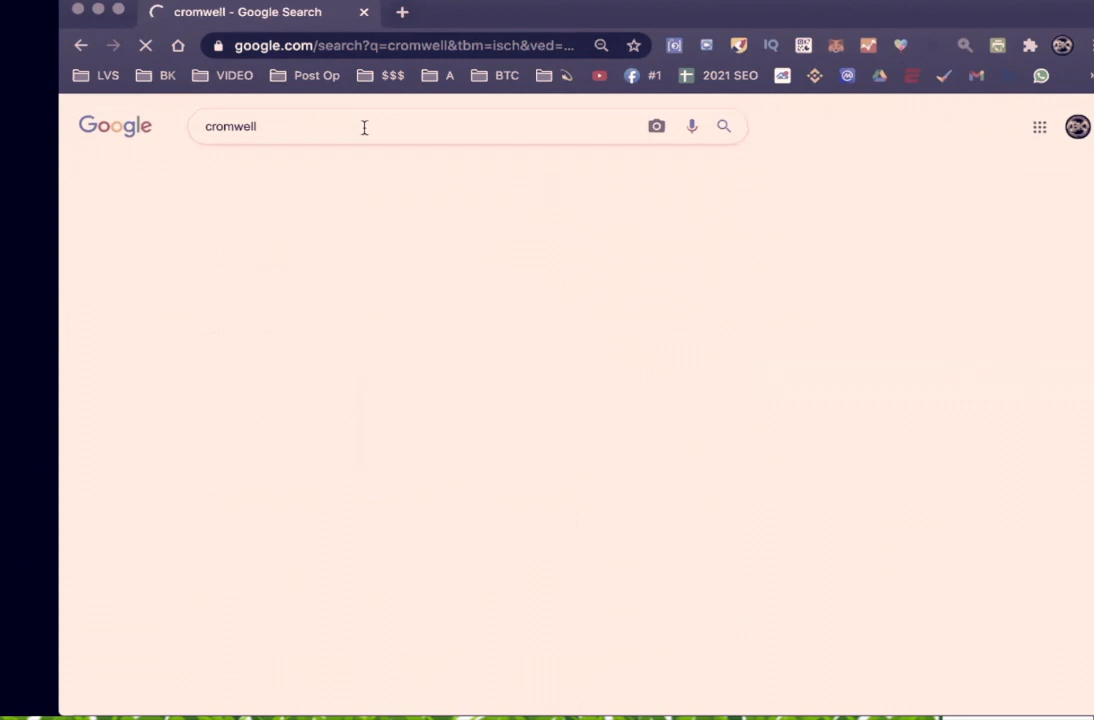 cromwell - Google Search
google.com/search?q=cromwell&tbm=isch&ved=...
IQ
LVS BK VIDEO Post Op $$$ A BTC #1 2021 SEO
Google cromwell